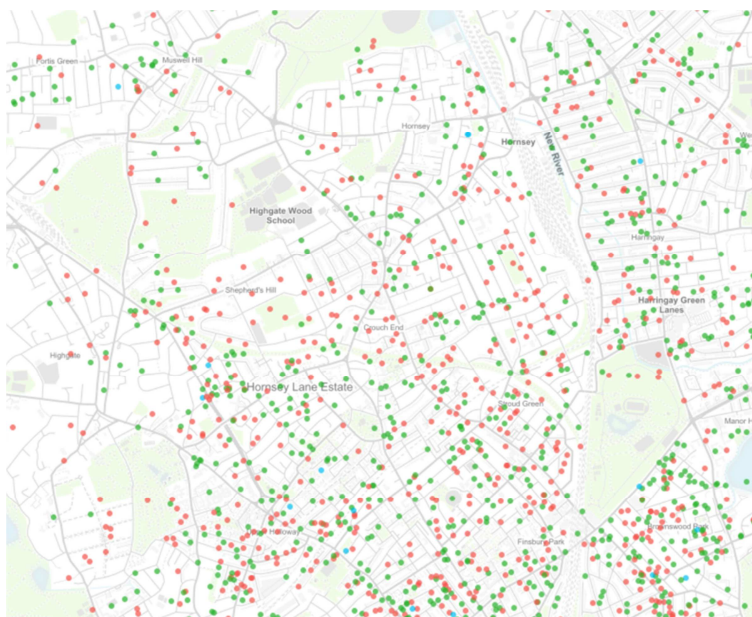 Fortis Green
Muswell Hill
Hornsey
Hornsey
New River
Highgate Wood
School
Harringay
Shepherd's Hill
Harringay Green
Lanes
Crouch End
Highgate
Hornsey Lane Estate
Stroud Green
Manor H
Holloway
Finsbury Park
Brownswood Park